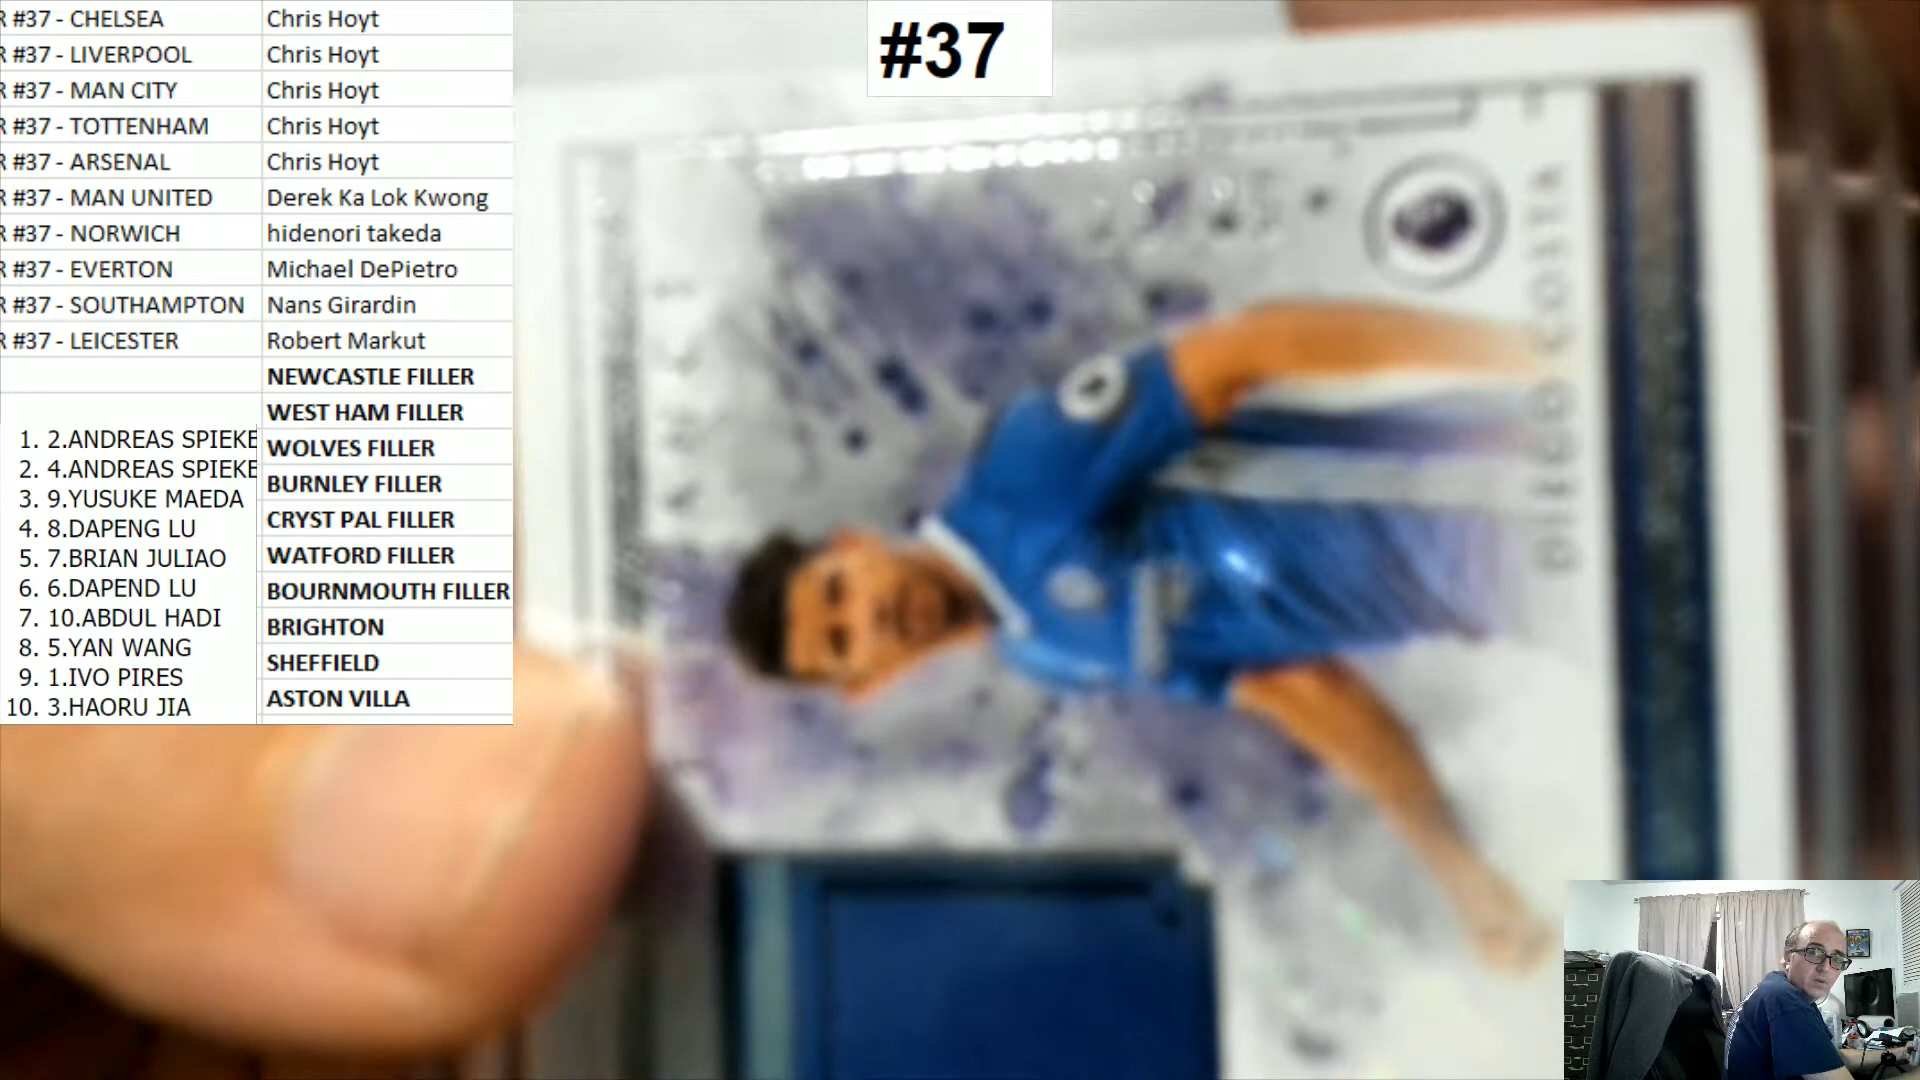 R #37 - CHELSEA Chris Hoyt
R #37 - LIVERPOOL Chris Hoyt
R #37 - MAN CITY Chris Hoyt
R #37 - TOTTENHAM Chris Hoyt
R #37 - ARSENAL Chris Hoyt
R #37 - MAN UNITED Derek Ka Lok Kwong
R #37 - NORWICH hidenori takeda
R #37 - EVERTON Michael DePietro
R #37 - SOUTHAMPTON Nans Girardin
R #37 - LEICESTER Robert Markut
NEWCASTLE FILLER
WEST HAM FILLER
WOLVES FILLER
BURNLEY FILLER
CRYST PAL FILLER
WATFORD FILLER
BOURNMOUTH FILLER
BRIGHTON
SHEFFIELD
ASTON VILLA
1. 2.ANDREAS SPIEKE
2. 4.ANDREAS SPIEKE
3. 9.YUSUKE MAEDA
4. 8.DAPENG LU
5. 7.BRIAN JULIAO
6. 6.DAPEND LU
7. 10.ABDUL HADI
8. 5.YAN WANG
9. 1.IVO PIRES
10. 3.HAORU JIA
#37
DIEGO COSTA